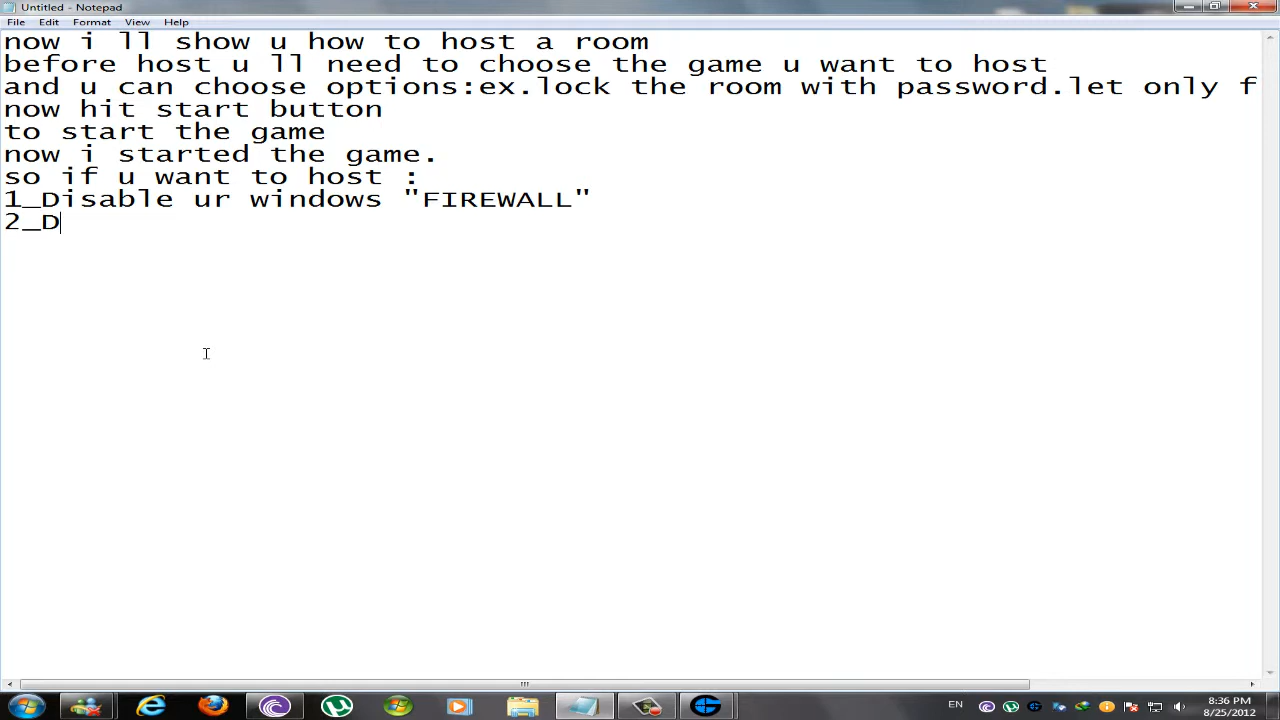 Untitled - Notepad
File Edit Format View Help
now i ll show u how to host a room
before host u ll need to choose the game u want to host
and u can choose options:ex.lock the room with password.let only f
now hit start button
to start the game
now i started the game.
so if u want to host :
1_Disable ur windows "FIREWALL"
2_D
EN
8:36 PM
8/25/2012